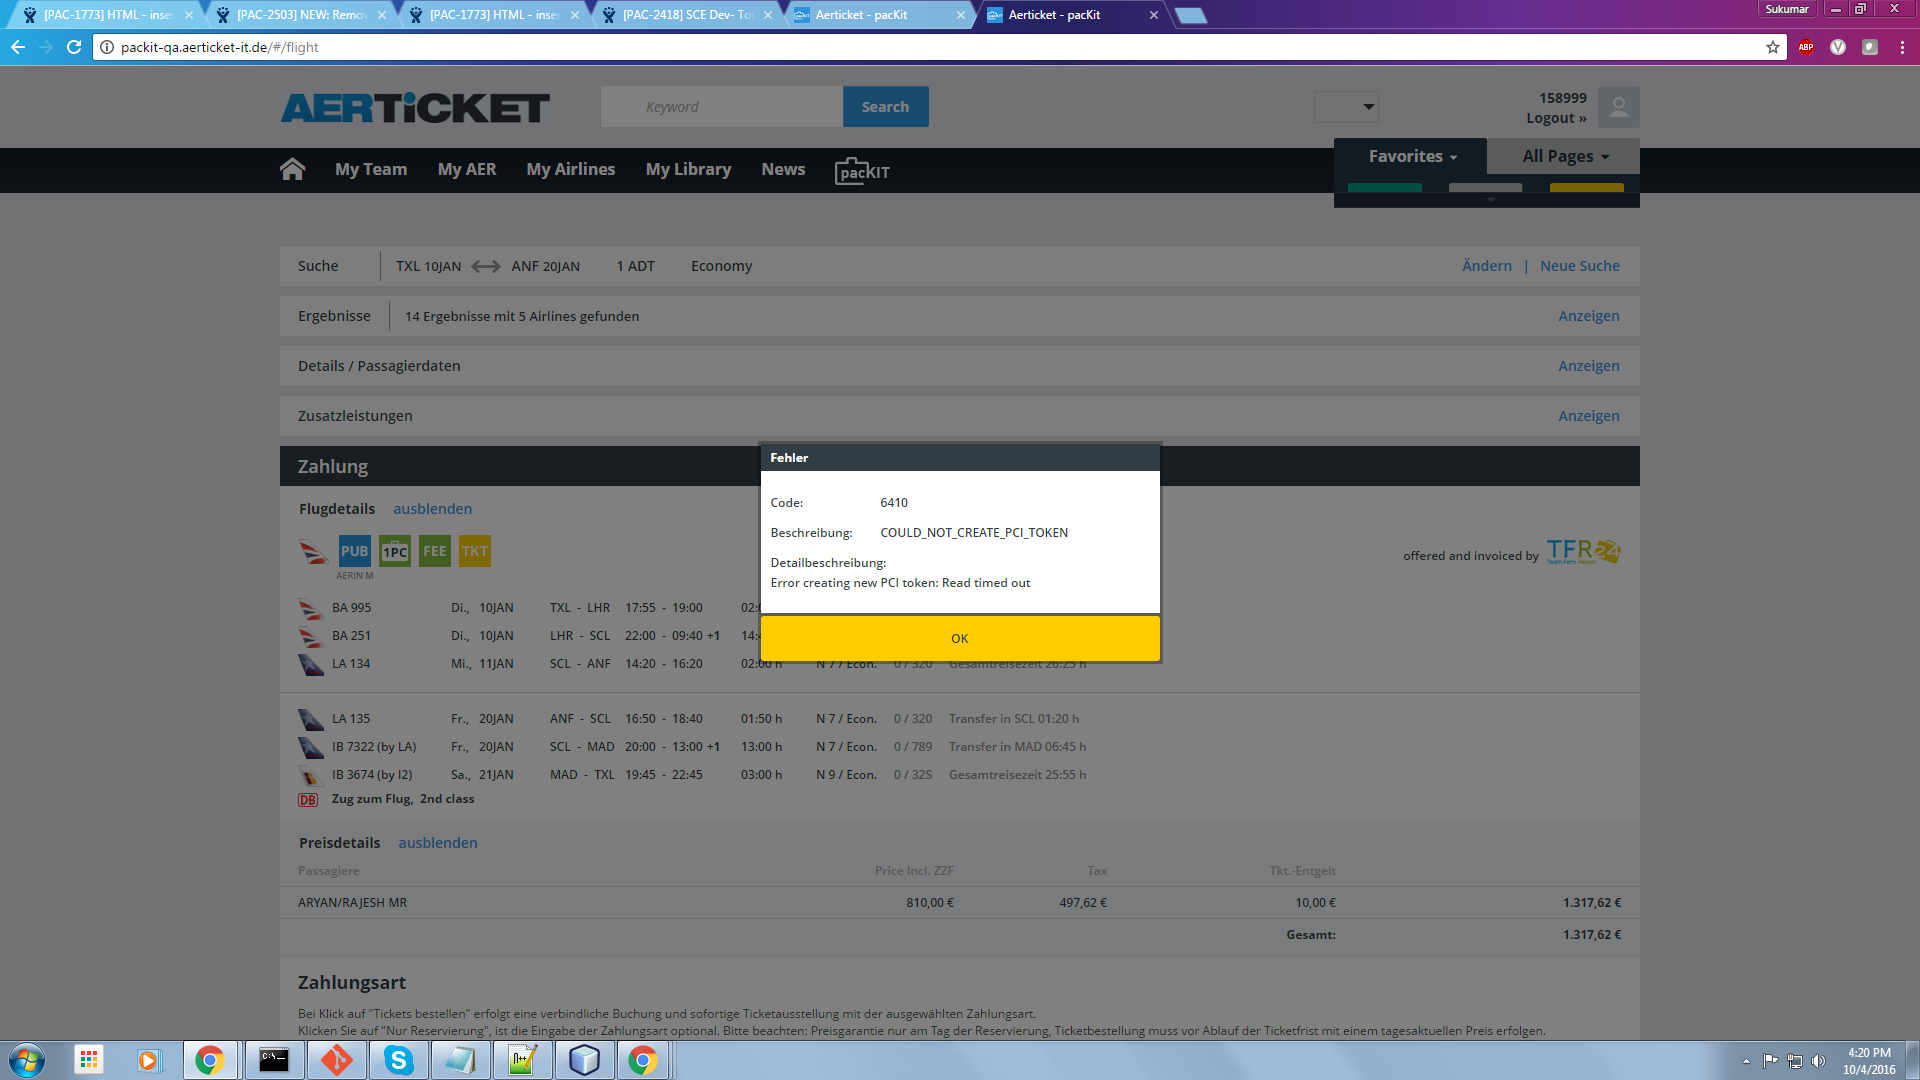 [PAC-1773] HTML - inser
[PAC-2503] NEW: Remov
[PAC-1773] HTML - inser
[PAC-2418] SCE Dev- Tot
Aerticket - pacKit
Aerticket - pacKit
Sukumar
packit-qa.aerticket-it.de/#/flight
ABP
AERTiCKET
Keyword
Search
158999
Logout »
My Team
My AER
My Airlines
My Library
News
pacKIT
Favorites
All Pages
Suche
TXL 10JAN
ANF 20JAN
1 ADT
Economy
Ändern | Neue Suche
Ergebnisse
14 Ergebnisse mit 5 Airlines gefunden
Anzeigen
Details / Passagierdaten
Anzeigen
Zusatzleistungen
Anzeigen
Zahlung
Fehler
Code: 6410
Beschreibung: COULD_NOT_CREATE_PCI_TOKEN
Detailbeschreibung:
Error creating new PCI token: Read timed out
OK
Flugdetails ausblenden
PUB 1PC FEE TKT
AERIN M
offered and invoiced by TFR24
Team Fern Reisen
BA 995 Di., 10JAN TXL - LHR 17:55 - 19:00
BA 251 Di., 10JAN LHR - SCL 22:00 - 09:40 +1
LA 134 Mi., 11JAN SCL - ANF 14:20 - 16:20 02:00 h N 7 / Econ. 0 / 320 Gesamtreisezeit 26:25 h
LA 135 Fr., 20JAN ANF - SCL 16:50 - 18:40 01:50 h N 7 / Econ. 0 / 320 Transfer in SCL 01:20 h
IB 7322 (by LA) Fr., 20JAN SCL - MAD 20:00 - 13:00 +1 13:00 h N 7 / Econ. 0 / 789 Transfer in MAD 06:45 h
IB 3674 (by I2) Sa., 21JAN MAD - TXL 19:45 - 22:45 03:00 h N 9 / Econ. 0 / 32S Gesamtreisezeit 25:55 h
DB Zug zum Flug, 2nd class
Preisdetails ausblenden
Passagiere Price Incl. ZZF Tax Tkt.-Entgelt
ARYAN/RAJESH MR 810,00 € 497,62 € 10,00 € 1.317,62 €
Gesamt: 1.317,62 €
Zahlungsart
Bei Klick auf "Tickets bestellen" erfolgt eine verbindliche Buchung und sofortige Ticketausstellung mit der ausgewählten Zahlungsart.
Klicken Sie auf "Nur Reservierung", ist die Eingabe der Zahlungsart optional. Bitte beachten: Preisgarantie nur am Tag der Reservierung, Ticketbestellung muss vor Ablauf der Ticketfrist mit einem tagesaktuellen Preis erfolgen.
4:20 PM
10/4/2016